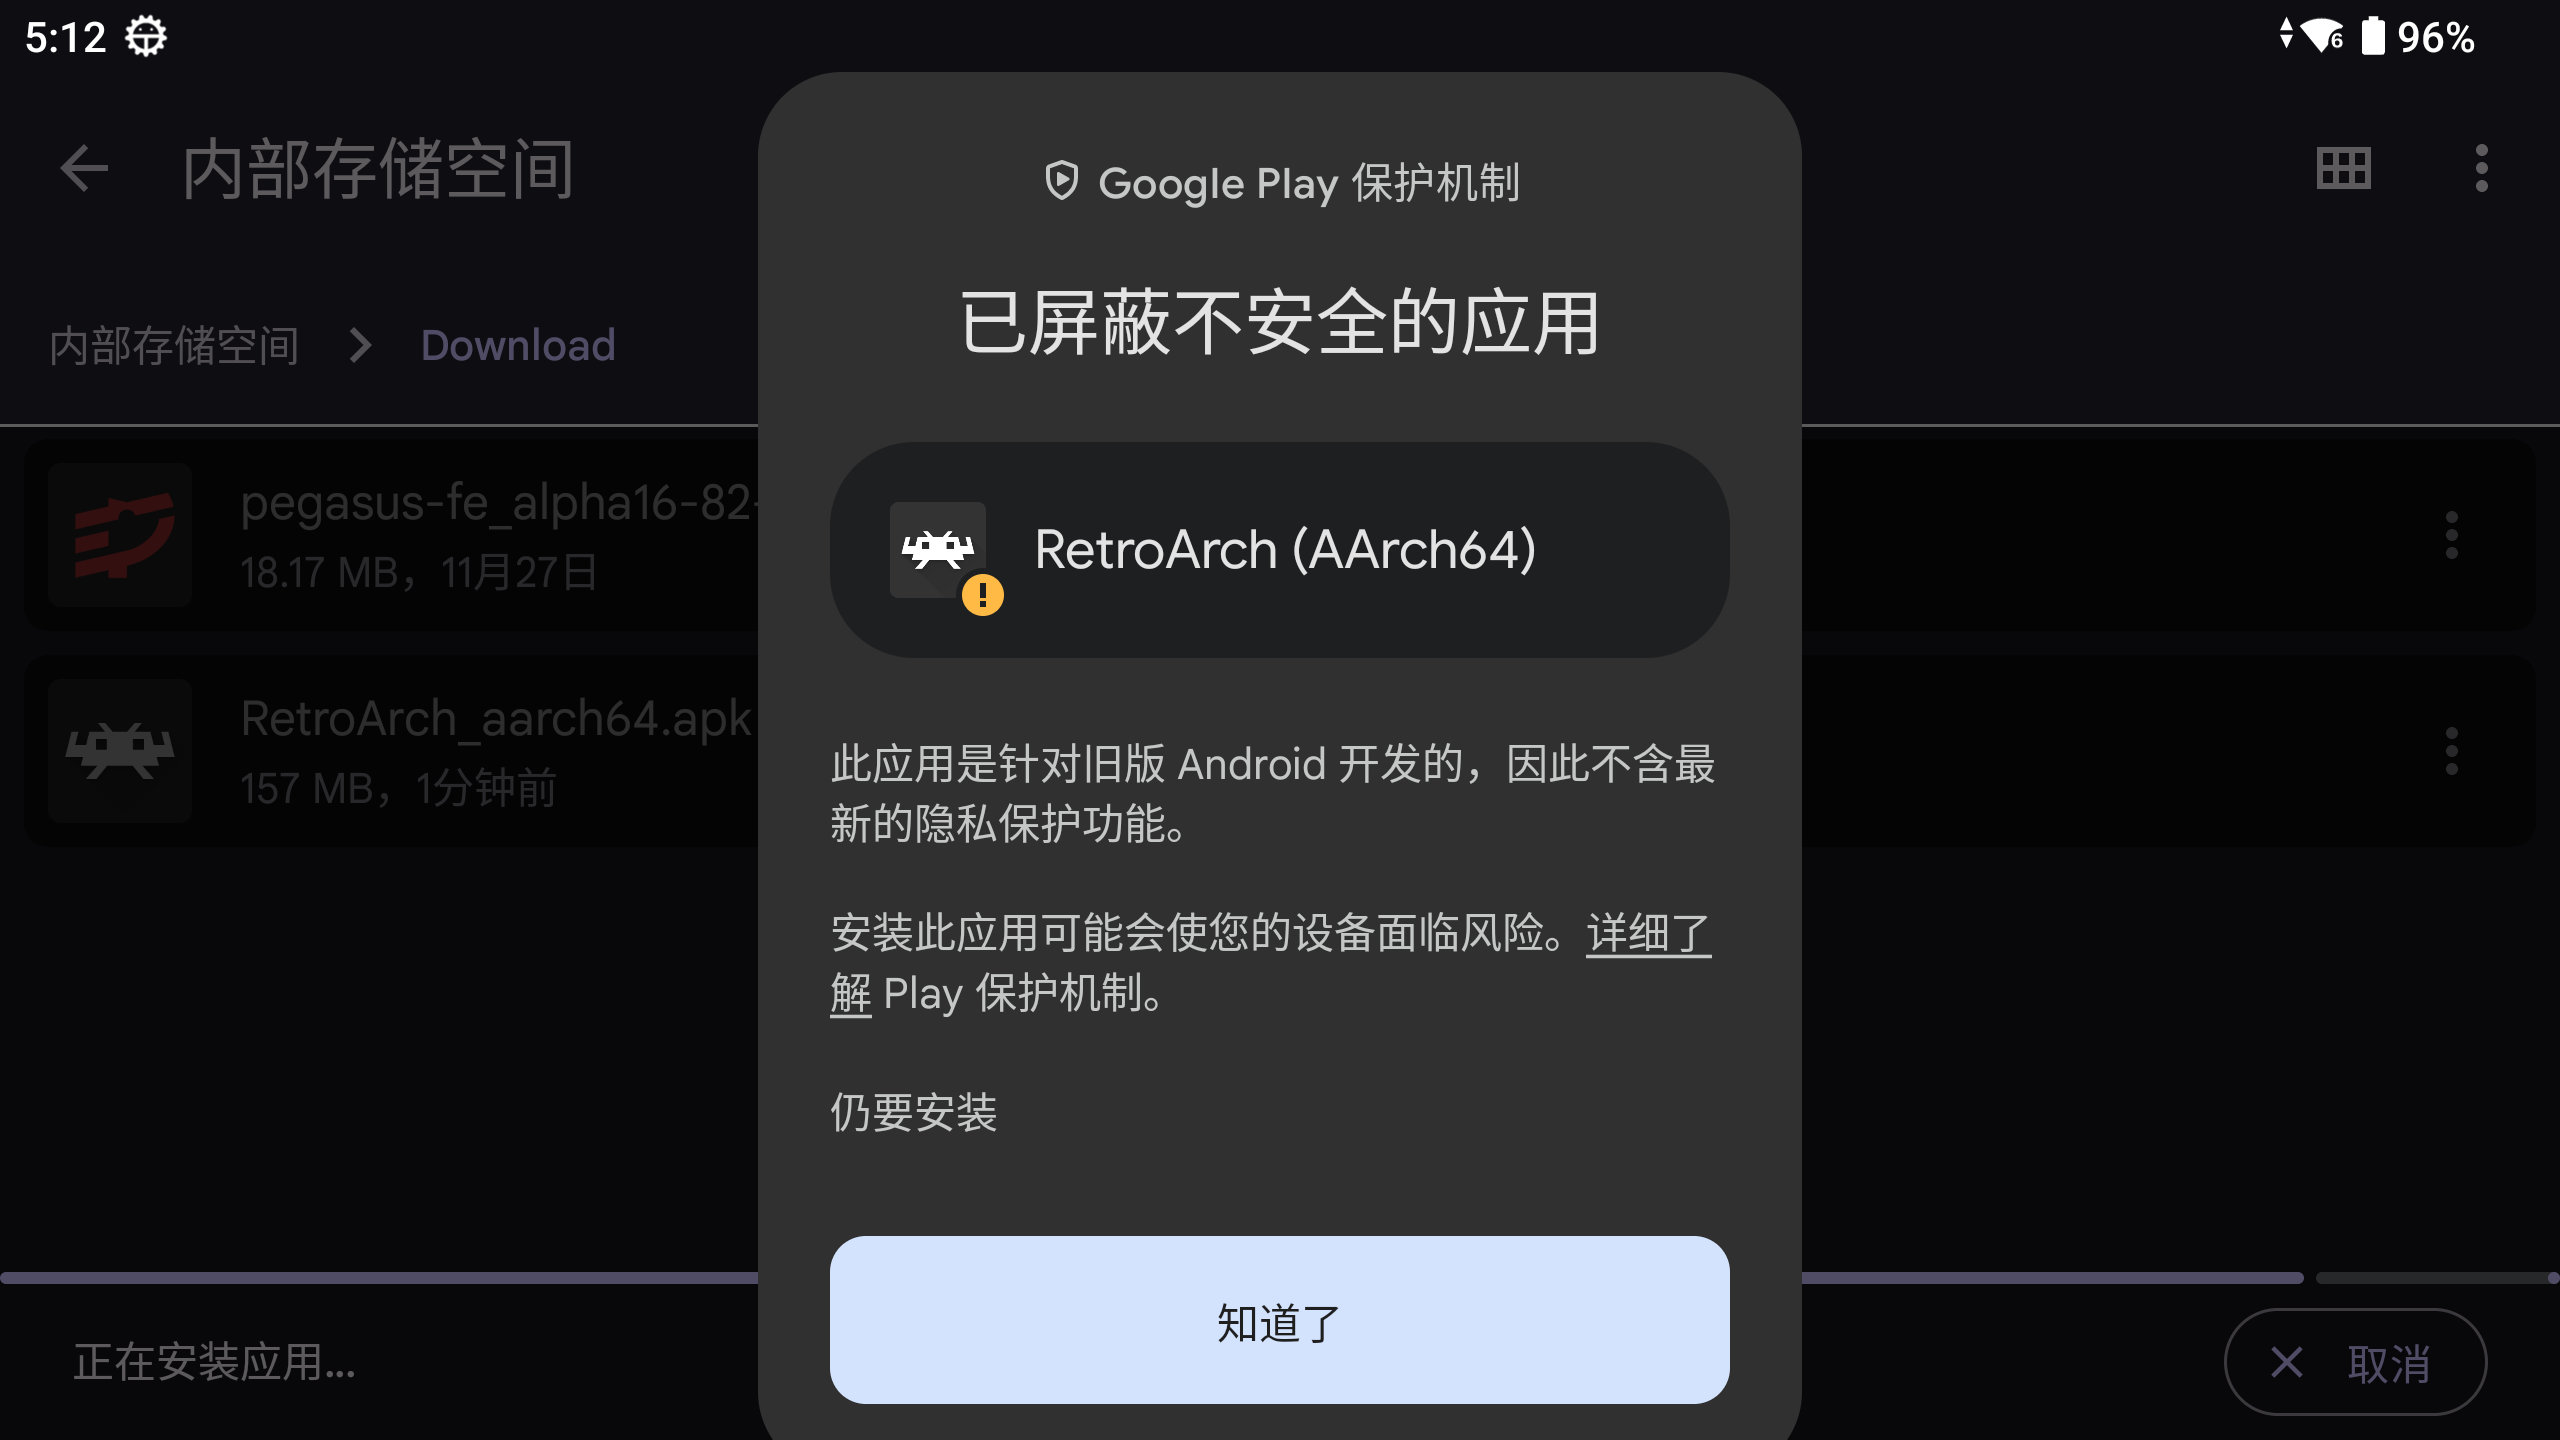 5:12
6 96%
内部存储空间
内部存储空间 Download
pegasus-fe_alpha16-82-
18.17 MB，11月27日
RetroArch_aarch64.apk
157 MB，1分钟前
Google Play 保护机制
已屏蔽不安全的应用
RetroArch (AArch64)
此应用是针对旧版 Android 开发的，因此不含最
新的隐私保护功能。
安装此应用可能会使您的设备面临风险。详细了
解 Play 保护机制。
仍要安装
知道了
正在安装应用...
取消